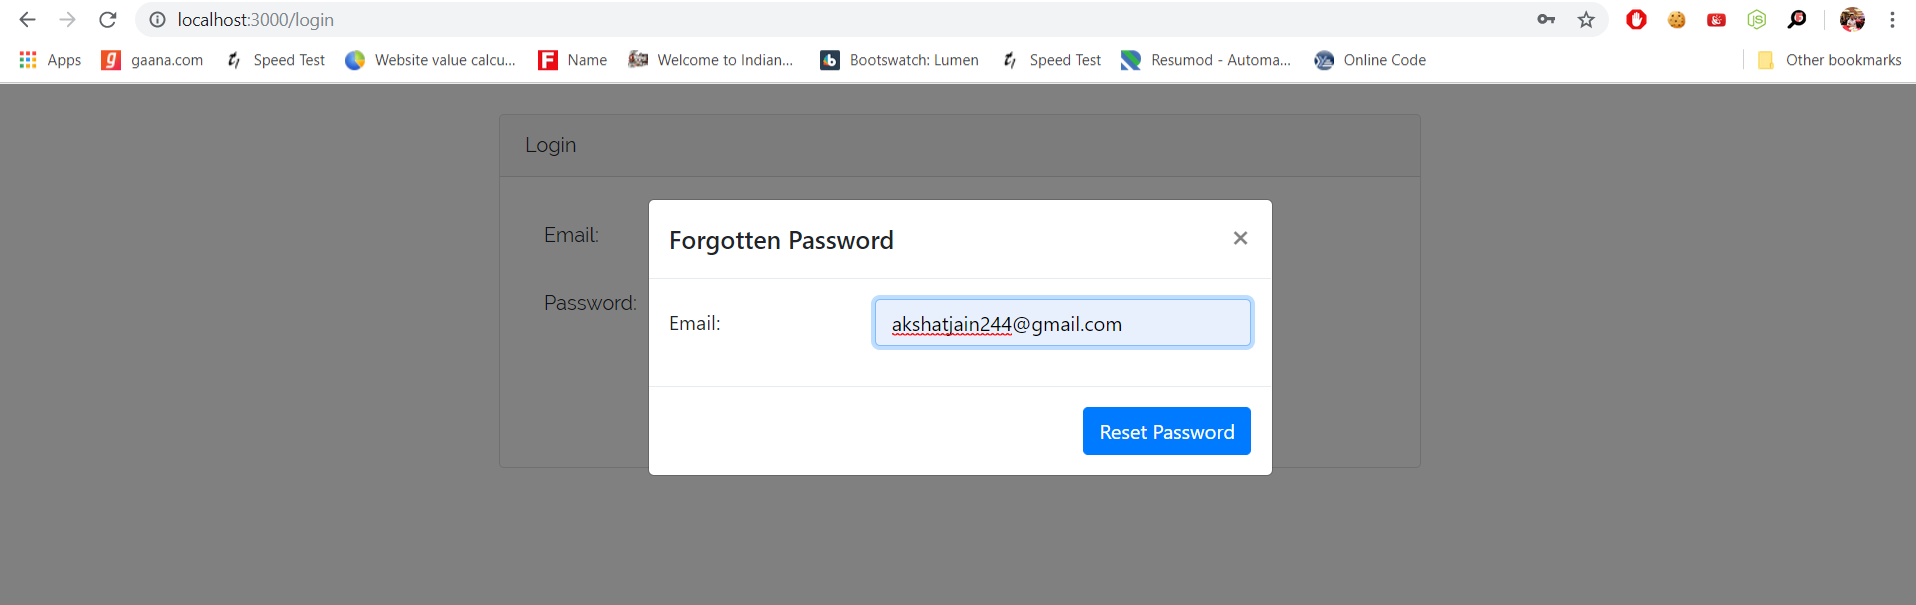 localhost:3000/login
Apps gaana.com Speed Test Website value calcu... Name Welcome to Indian... Bootswatch: Lumen Speed Test Resumod - Automa... Online Code Other bookmarks
Login
Forgotten Password ×
Email:
Password:
Email: akshatjain244@gmail.com
Reset Password